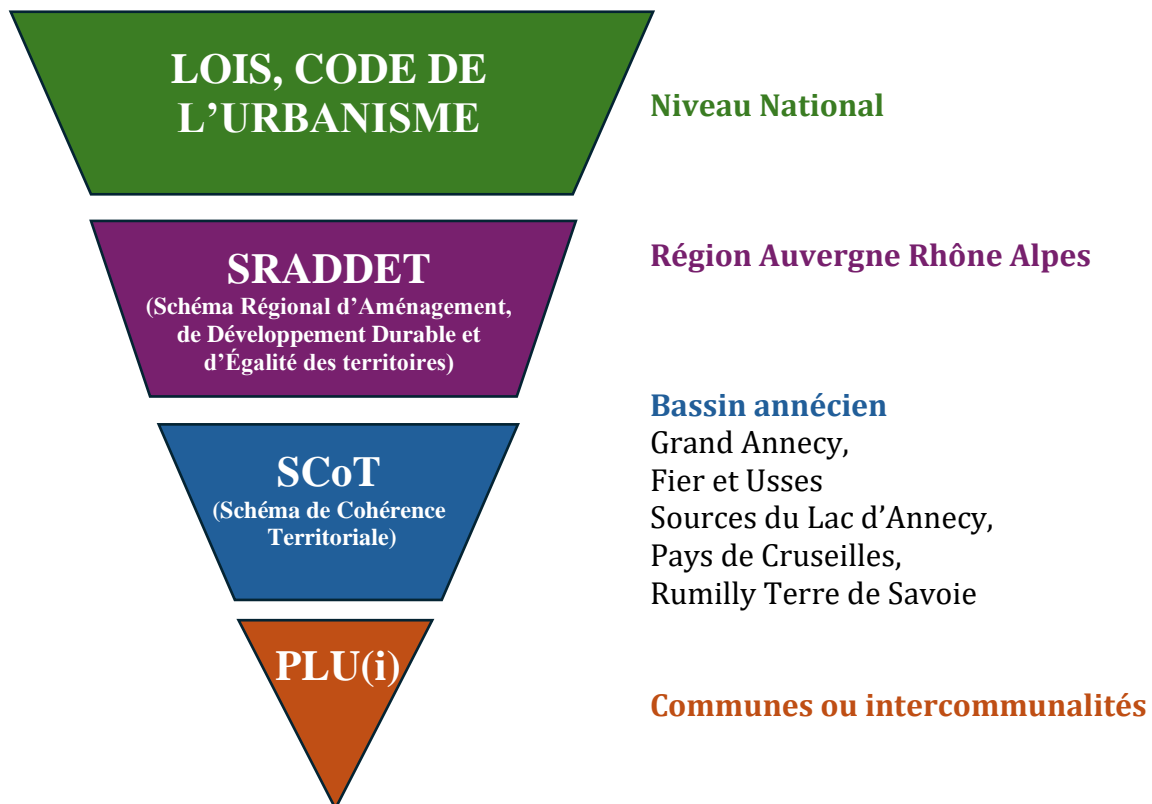 LOIS, CODE DE
L’URBANISME
Niveau National
SRADDET
(Schéma Régional d’Aménagement,
de Développement Durable et
d’Égalité des territoires)
Région Auvergne Rhône Alpes
SCoT
(Schéma de Cohérence
Territoriale)
Bassin annécien
Grand Annecy,
Fier et Usses
Sources du Lac d’Annecy,
Pays de Cruseilles,
Rumilly Terre de Savoie
PLU(i)
Communes ou intercommunalités